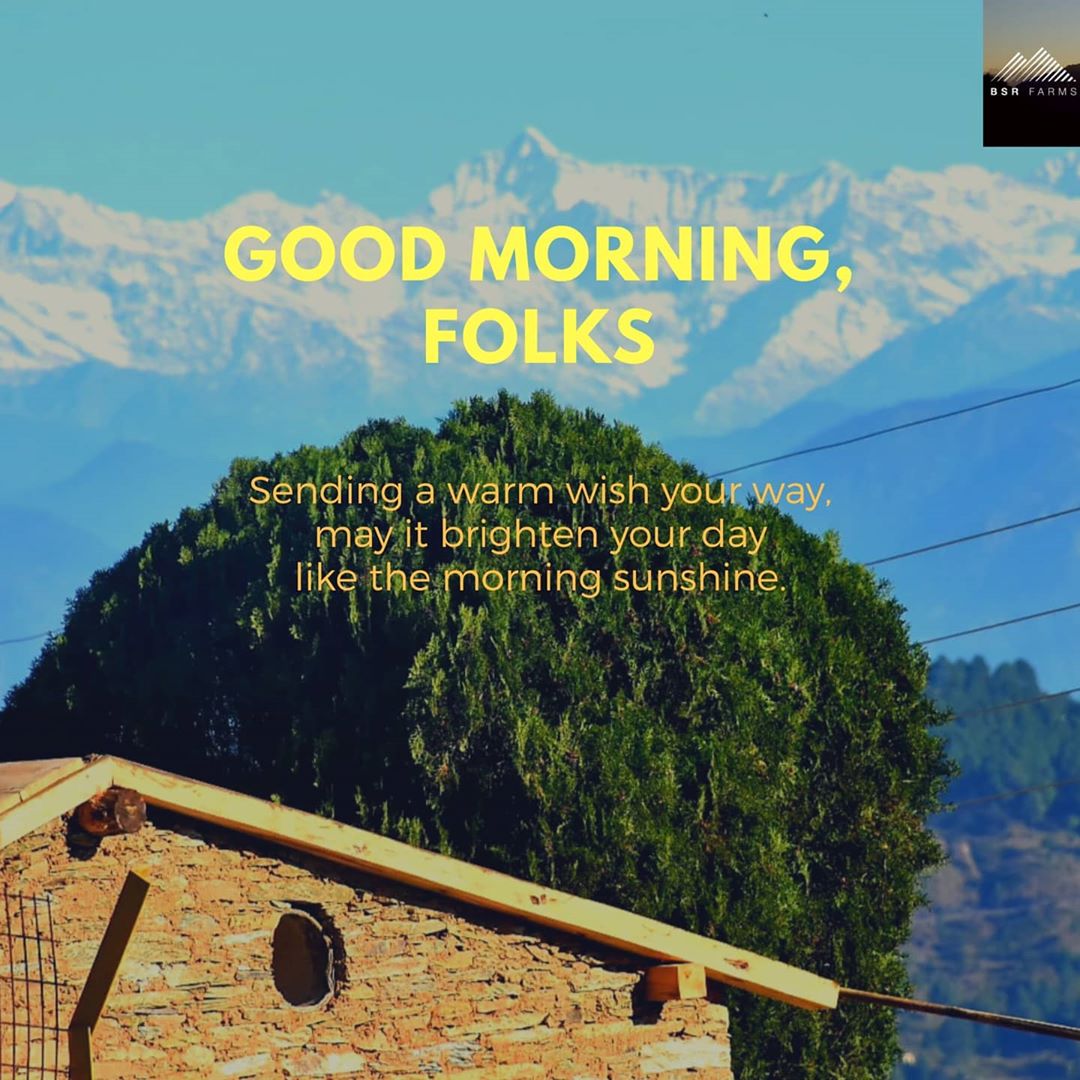 BSR FARMS
GOOD MORNING,
FOLKS
Sending a warm wish your way,
may it brighten your day
like the morning sunshine.